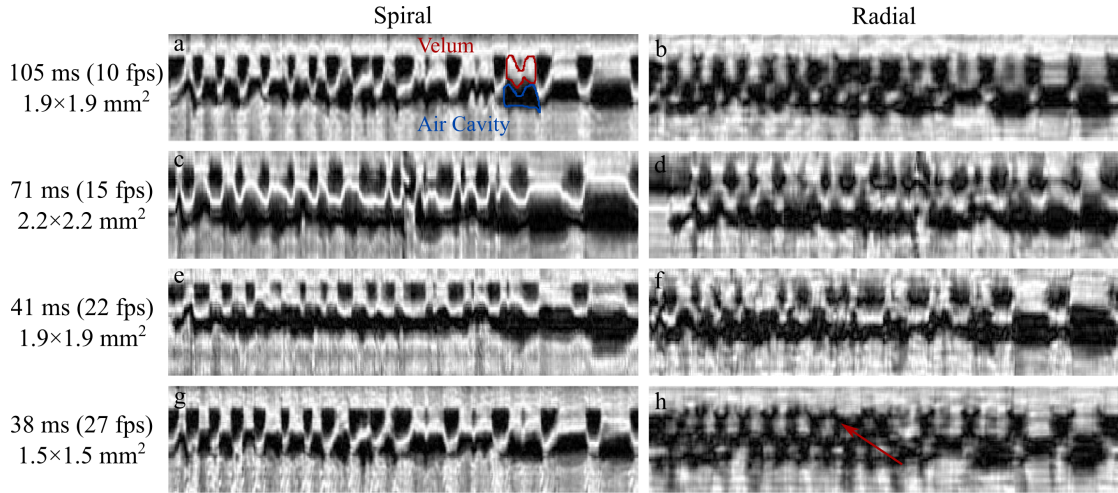 Spiral
Radial
105 ms (10 fps)
1.9×1.9 mm²
a
Velum
Air Cavity
b
71 ms (15 fps)
2.2×2.2 mm²
c
d
41 ms (22 fps)
1.9×1.9 mm²
e
f
38 ms (27 fps)
1.5×1.5 mm²
g
h